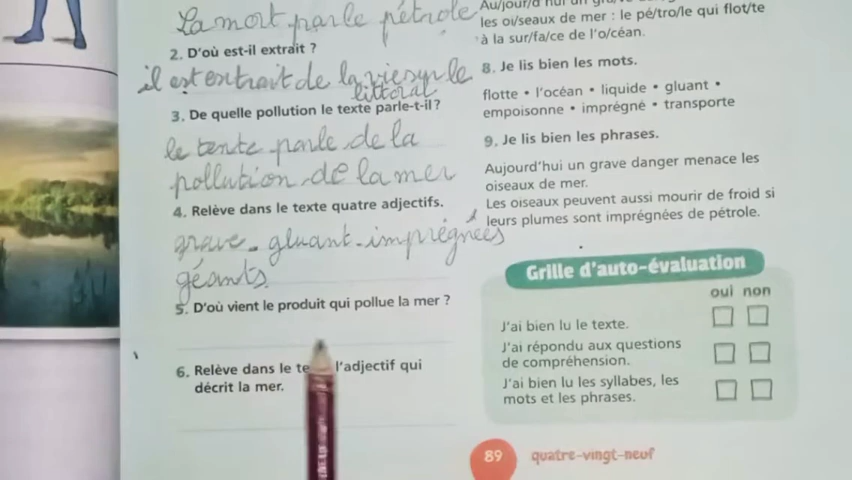 La mort parle pétrole
2. D'où est-il extrait ?
il est extrait de la vie sur le
littoral
3. De quelle pollution le texte parle-t-il ?
le texte parle de la
pollution de la mer
4. Relève dans le texte quatre adjectifs.
grave - gluant - imprégnées
géants.
5. D'où vient le produit qui pollue la mer ?
6. Relève dans le l'adjectif qui
décrit la mer.
les oi/seaux de mer : le pé/tro/le qui flot/te
à la sur/fa/ce de l'o/céan.
8. Je lis bien les mots.
flotte • l'océan • liquide • gluant •
empoisonne • imprégné • transporte
9. Je lis bien les phrases.
Aujourd'hui un grave danger menace les
oiseaux de mer.
Les oiseaux peuvent aussi mourir de froid si
leurs plumes sont imprégnées de pétrole.
Grille d'auto-évaluation
oui non
J'ai bien lu le texte.
J'ai répondu aux questions
de compréhension.
J'ai bien lu les syllabes, les
mots et les phrases.
89 quatre-vingt-neuf